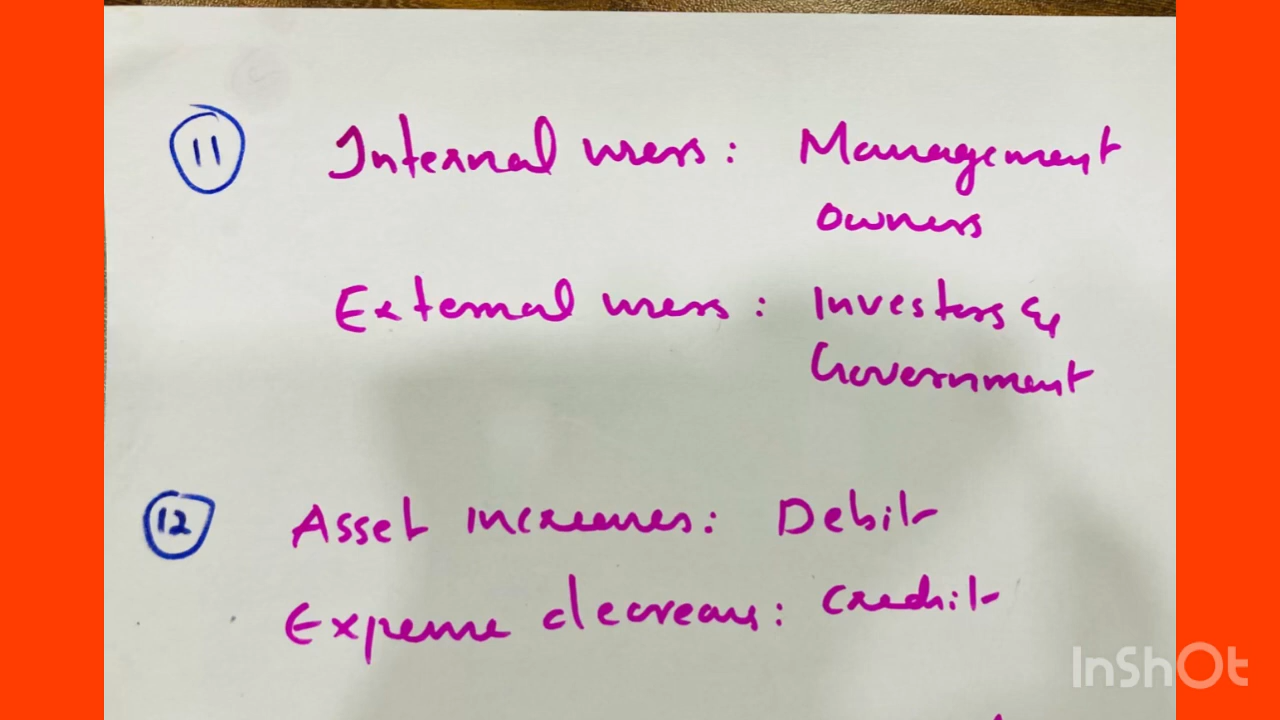 11 Internal users: Management
owners
External users: Investors &
Government
12 Asset increases: Debit
Expense decreases: Credit
InShOt